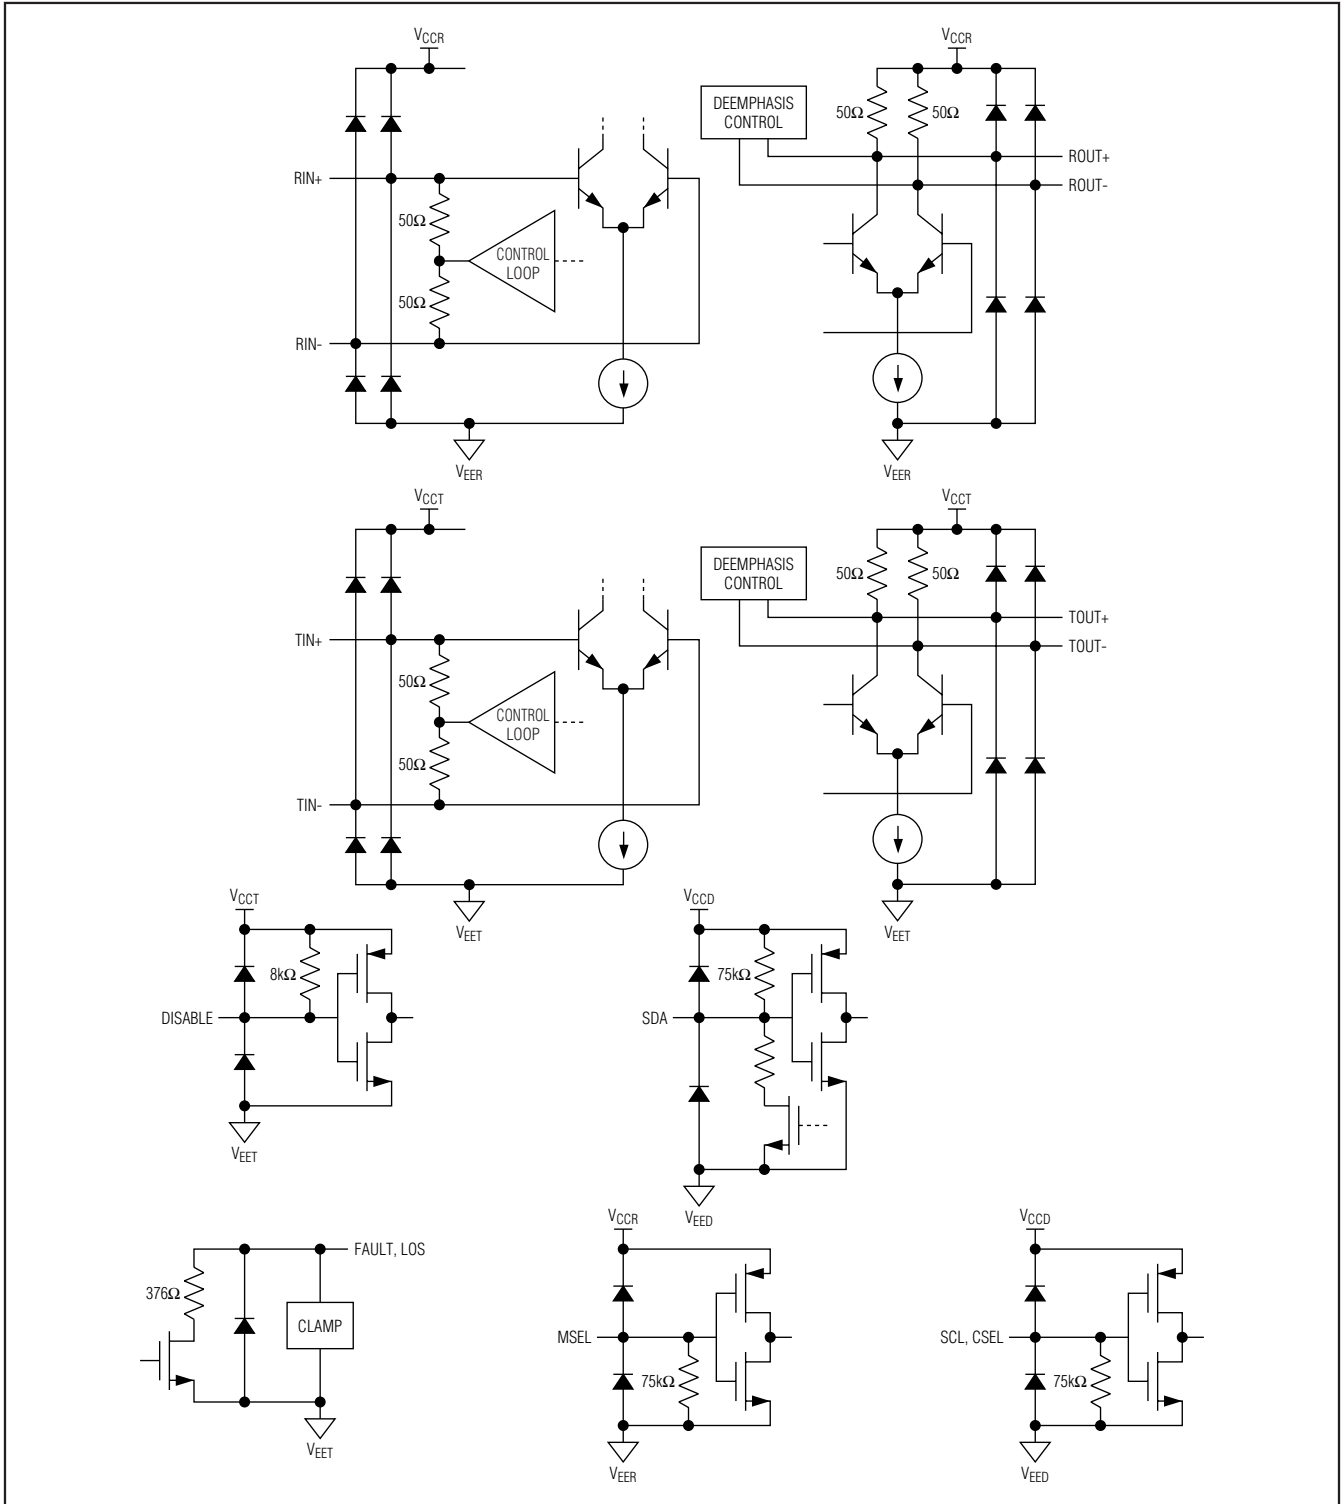 VCCR
VCCR
DEEMPHASIS
CONTROL
50Ω
50Ω
ROUT+
ROUT-
RIN+
50Ω
CONTROL
LOOP
50Ω
RIN-
VEER
VEER
VCCT
VCCT
DEEMPHASIS
CONTROL
50Ω
50Ω
TOUT+
TOUT-
TIN+
50Ω
CONTROL
LOOP
50Ω
TIN-
VEET
VEET
VCCT
8kΩ
DISABLE
VEET
VCCD
75kΩ
SDA
VEED
FAULT, LOS
376Ω
CLAMP
VEET
VCCR
MSEL
75kΩ
VEER
VCCD
SCL, CSEL
75kΩ
VEED